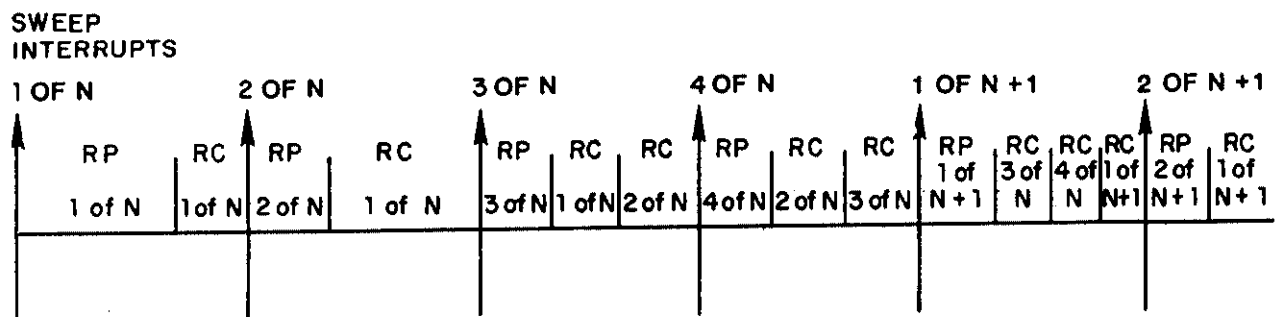 SWEEP
INTERRUPTS
1 OF N 2 OF N 3 OF N 4 OF N 1 OF N+1 2 OF N+1
RP RC RP RC RP RC RC RP RC RC RP RC RC RC RP RC
1 of 3 of 4 of 1 of 2 of 1 of
1 of N 1 of N 2 of N 1 of N 3 of N 1 of N 2 of N 4 of N 2 of N 3 of N N+1 N N N+1 N+1 N+1